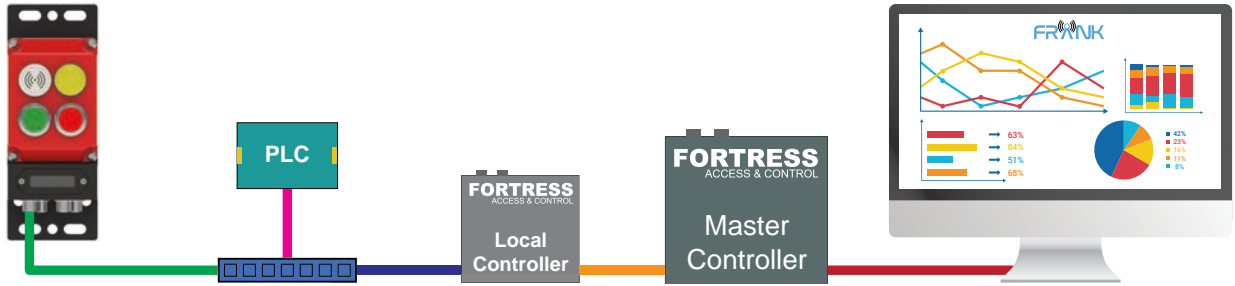 PLC
FORTRESS
ACCESS & CONTROL
Local
Controller
FORTRESS
ACCESS & CONTROL
Master
Controller
FRANK
63%
84%
51%
68%
42%
23%
16%
11%
8%